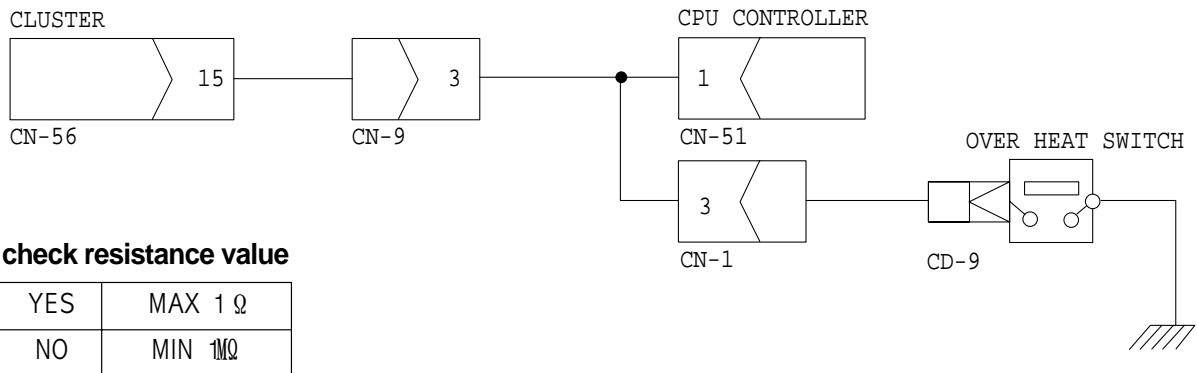 CLUSTER
15
CN-56
3
CN-9
CPU CONTROLLER
1
CN-51
3
CN-1
OVER HEAT SWITCH
CD-9
check resistance value
YES MAX 1 Ω
NO MIN 1MΩ